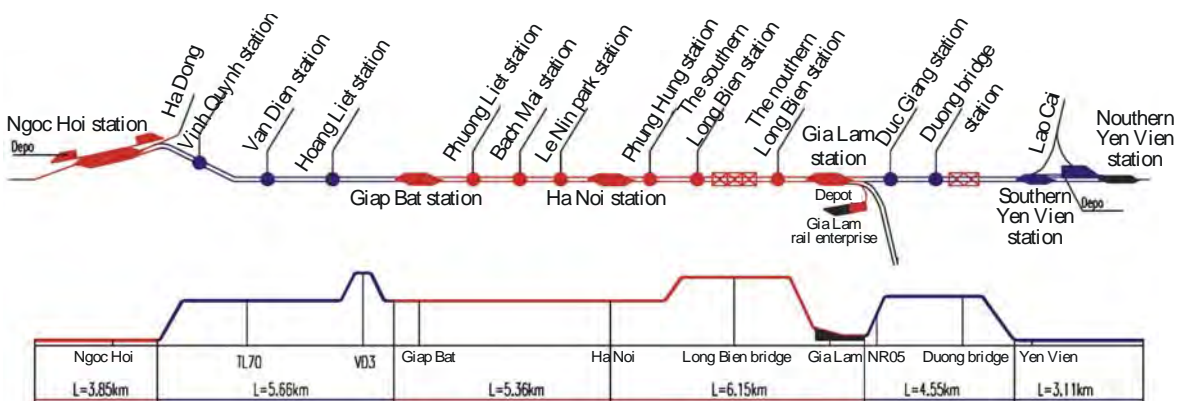 Ngoc Hoi station
Depo
Ha Dong
Vinh Quynh station
Van Dien station
Hoang Liet station
Giap Bat station
Phuong Liet station
Bach Mai station
Le Nin park station
Ha Noi station
Phung Hung station
The southern
Long Bien station
The nouthern
Long Bien station
Gia Lam
station
Depot
Gia Lam
rail enterprise
Duc Giang station
Duong bridge
station
Lao Cai
Nouthern
Yen Vien
station
Southern
Yen Vien
station
Depo
Ngoc Hoi
TL70
VD3
Giap Bat
Ha Noi
Long Bien bridge
Gia Lam
NR05
Duong bridge
Yen Vien
L=3.85km
L=5.66km
L=5.36km
L=6.15km
L=4.55km
L=3.11km